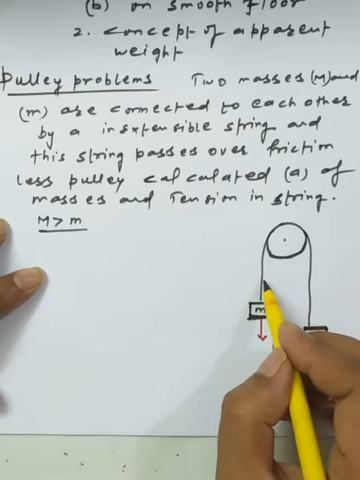 (b) on smooth floor
2. concept of apparent
weight
Pulley problems Two masses (M) and
(m) are connected to each other
by a inextensible string and
this string passes over friction
less pulley calculated (a) of
masses and Tension in string.
M > m
m